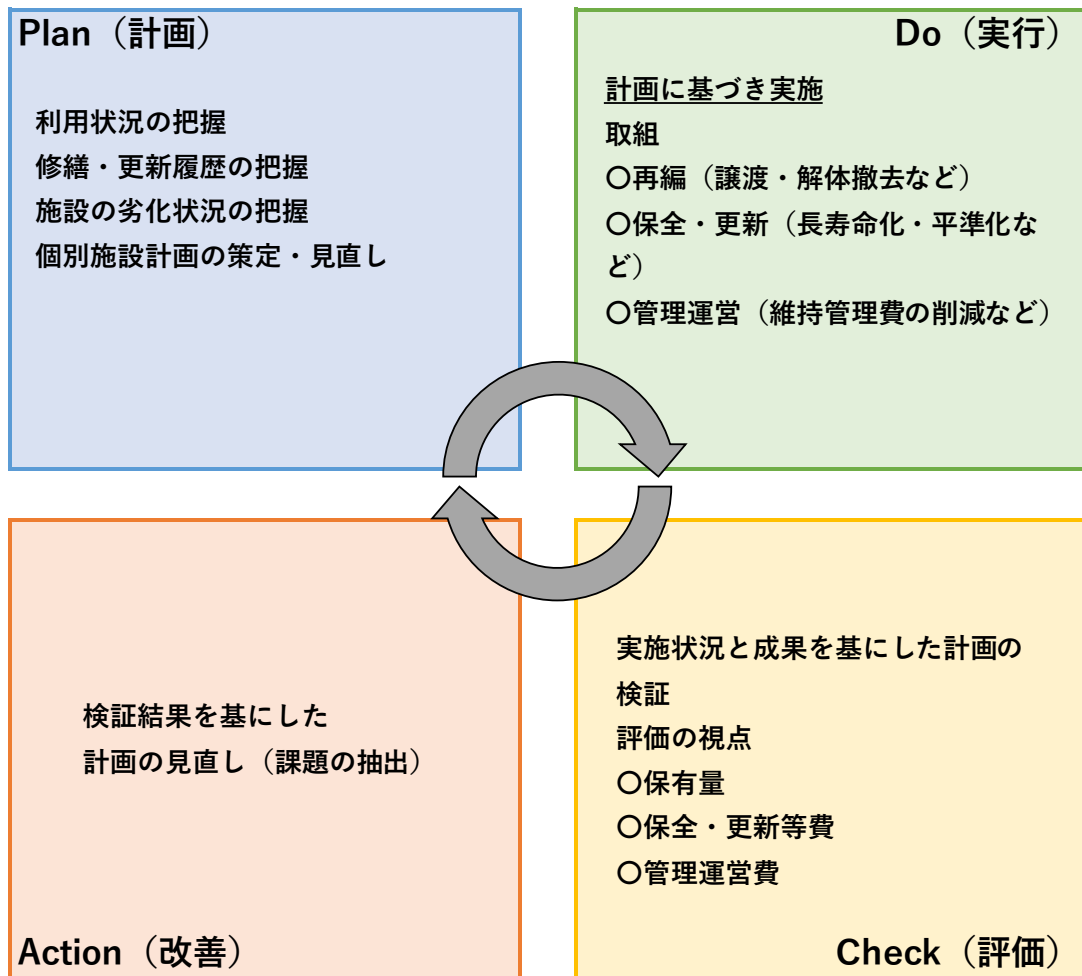 Plan（計画）
利用状況の把握
修繕・更新履歴の把握
施設の劣化状況の把握
個別施設計画の策定・見直し
Do（実行）
計画に基づき実施
取組
〇再編（譲渡・解体撤去など）
〇保全・更新（長寿命化・平準化な
ど）
〇管理運営（維持管理費の削減など）
検証結果を基にした
計画の見直し（課題の抽出）
Action（改善）
実施状況と成果を基にした計画の
検証
評価の視点
〇保有量
〇保全・更新等費
〇管理運営費
Check（評価）